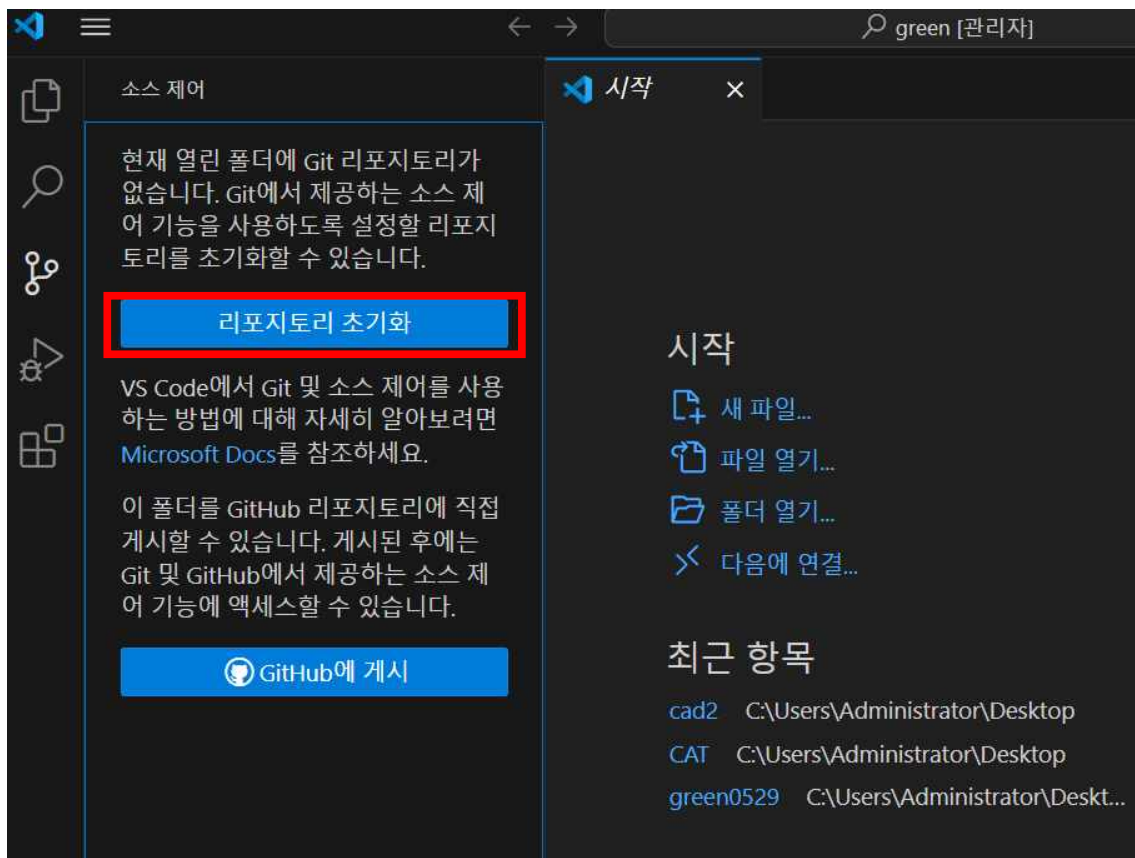 green [관리자]
소스 제어
시작
현재 열린 폴더에 Git 리포지토리가
없습니다. Git에서 제공하는 소스 제
어 기능을 사용하도록 설정할 리포지
토리를 초기화할 수 있습니다.
리포지토리 초기화
VS Code에서 Git 및 소스 제어를 사용
하는 방법에 대해 자세히 알아보려면
Microsoft Docs를 참조하세요.
이 폴더를 GitHub 리포지토리에 직접
게시할 수 있습니다. 게시된 후에는
Git 및 GitHub에서 제공하는 소스 제
어 기능에 액세스할 수 있습니다.
GitHub에 게시
시작
새 파일...
파일 열기...
폴더 열기...
다음에 연결...
최근 항목
cad2 C:\Users\Administrator\Desktop
CAT C:\Users\Administrator\Desktop
green0529 C:\Users\Administrator\Deskt...